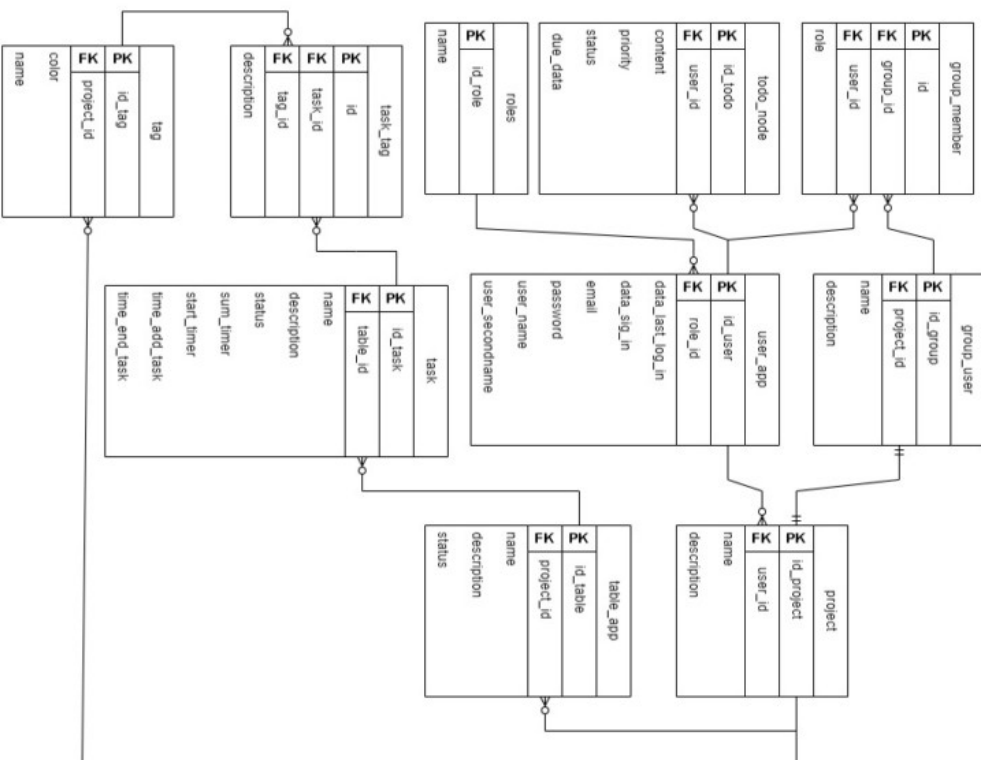 group_member
PK id
FK group_id
FK user_id
role
group_user
PK id_group
FK project_id
name
description
todo_node
PK id_todo
FK user_id
content
priority
status
due_data
user_app
PK id_user
FK role_id
data_last_log_in
data_sig_in
email
password
user_name
user_secondname
project
PK id_project
FK user_id
name
description
roles
PK id_role
name
table_app
PK id_table
FK project_id
name
description
status
task_tag
PK id
FK task_id
FK tag_id
description
task
PK id_task
FK table_id
name
description
status
sum_timer
start_timer
time_add_task
time_end_task
tag
PK id_tag
FK project_id
color
name